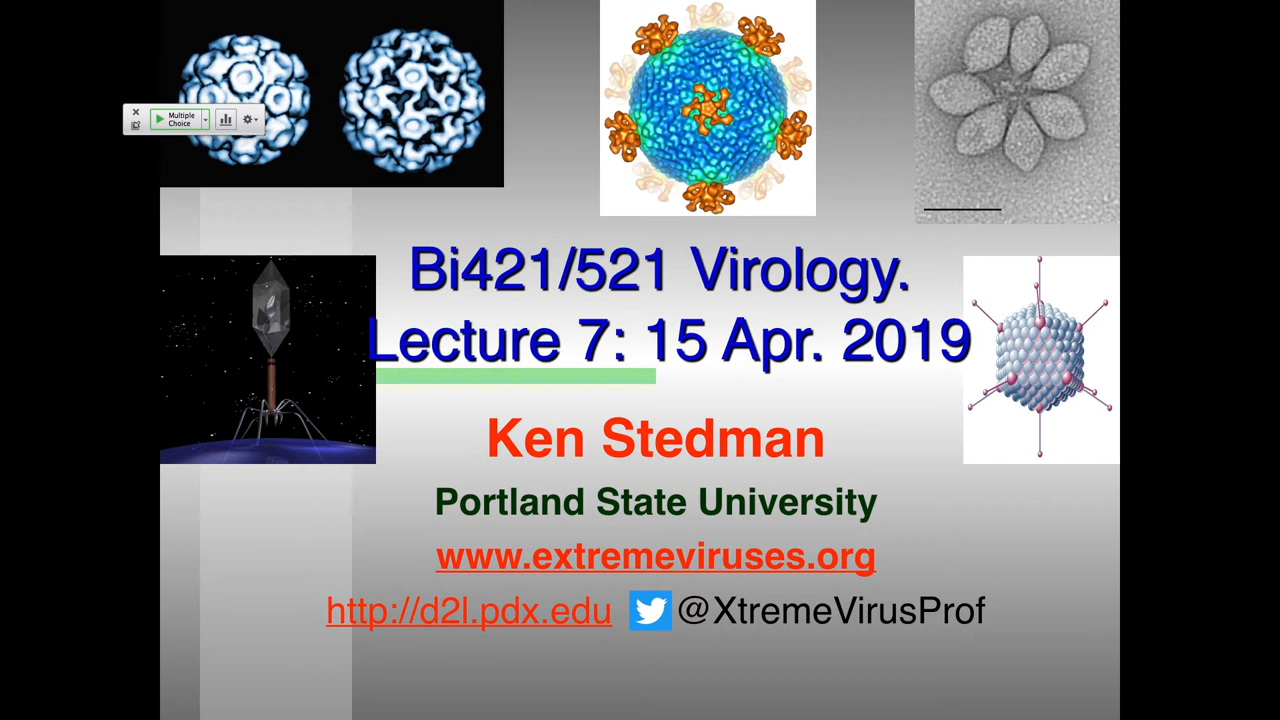 Multiple
Choice
Bi421/521 Virology.
Lecture 7: 15 Apr. 2019
Ken Stedman
Portland State University
www.extremeviruses.org
http://d2l.pdx.edu @XtremeVirusProf